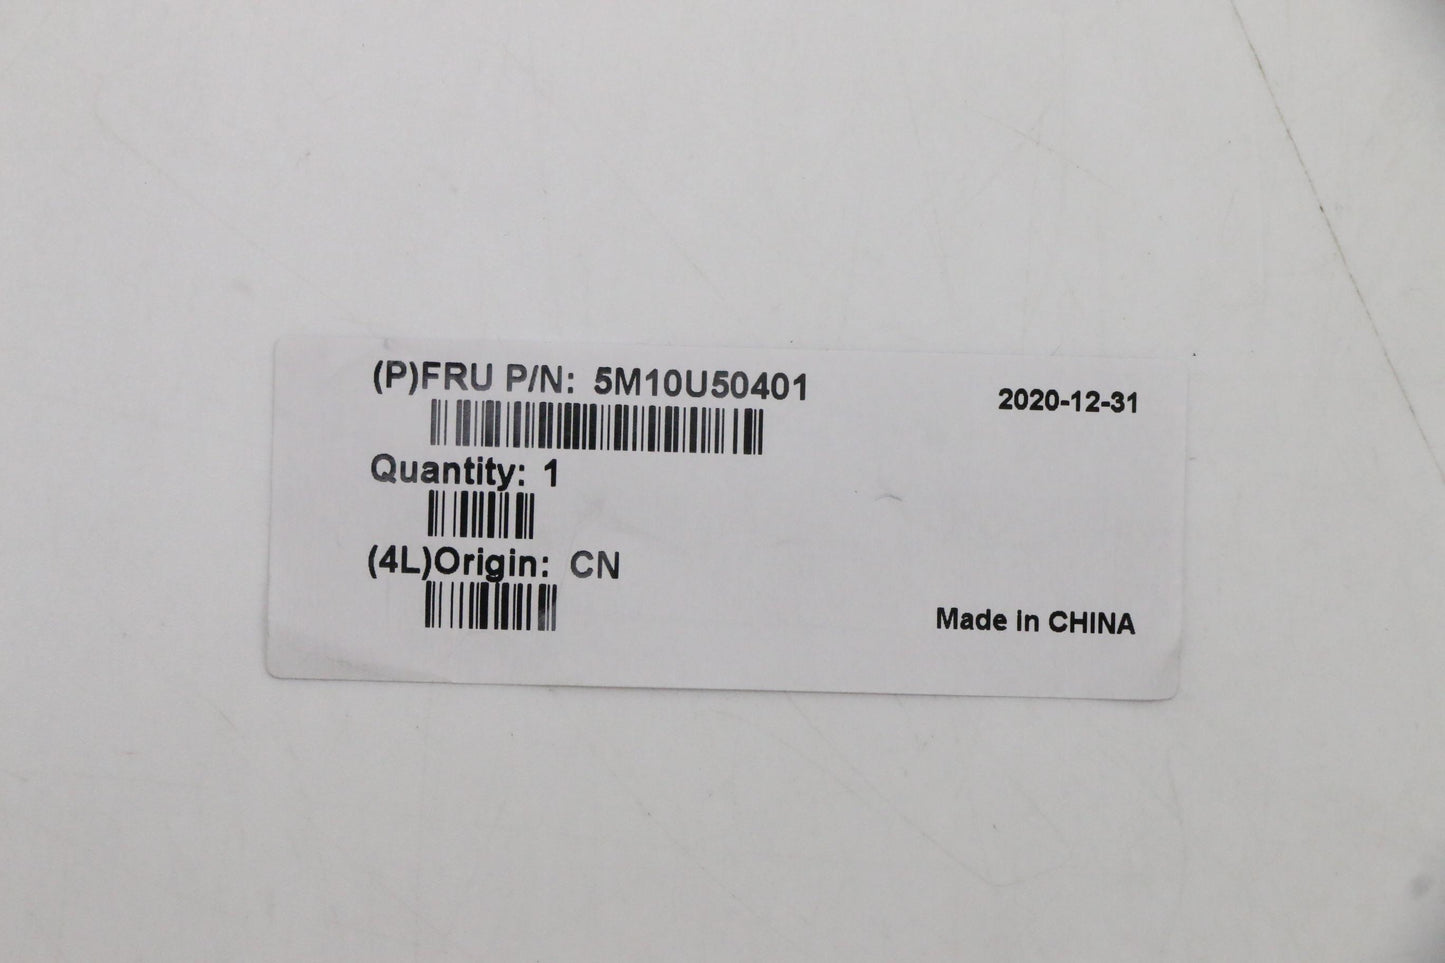 (P)FRU P/N: 5M10U50401
2020-12-31
Quantity: 1
(4L)Origin: CN
Made in CHINA